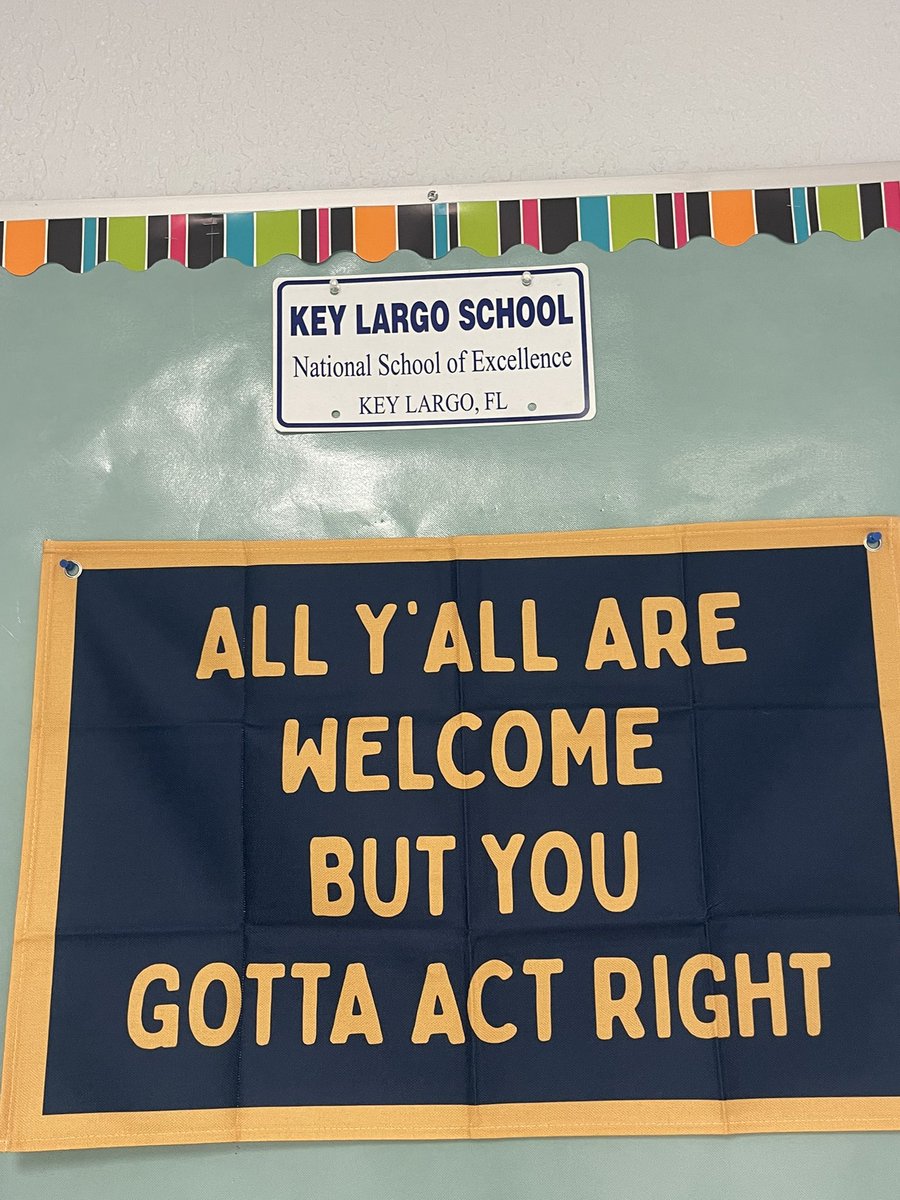 KEY LARGO SCHOOL
National School of Excellence
KEY LARGO, FL
ALL Y'ALL ARE
WELCOME
BUT YOU
GOTTA ACT RIGHT